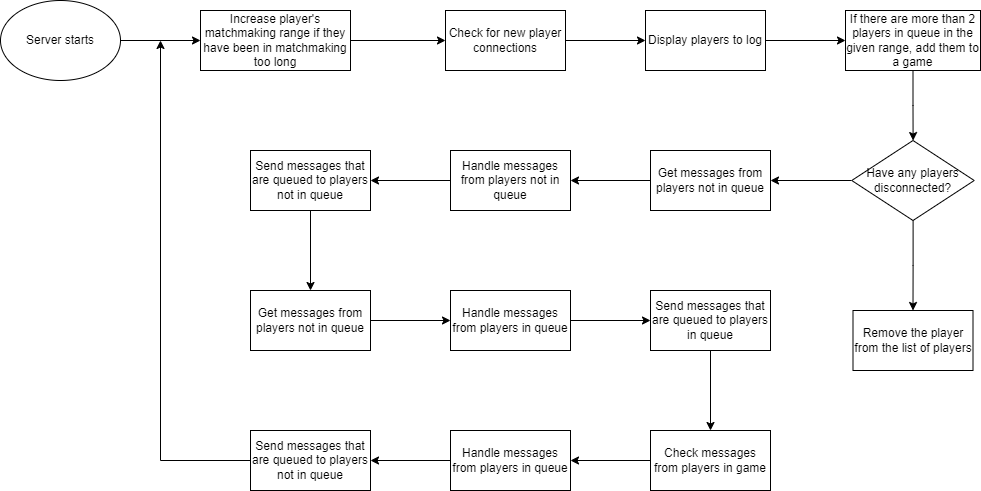 Server starts
Increase player's
matchmaking range if they
have been in matchmaking
too long
Check for new player
connections
Display players to log
If there are more than 2
players in queue in the
given range, add them to
a game
Send messages that
are queued to players
not in queue
Handle messages
from players not in
queue
Get messages from
players not in queue
Have any players
disconnected?
Get messages from
players not in queue
Handle messages
from players in queue
Send messages that
are queued to players
in queue
Remove the player
from the list of players
Send messages that
are queued to players
not in queue
Handle messages
from players in queue
Check messages
from players in game